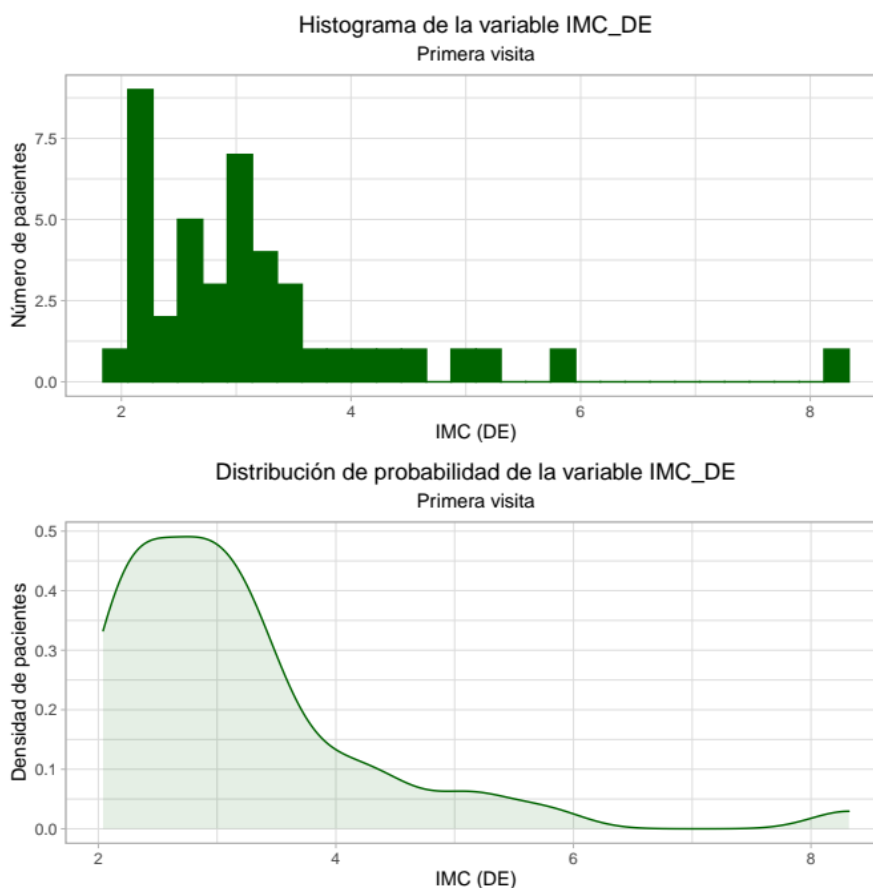 Histograma de la variable IMC_DE
Primera visita
Número de pacientes
7.5
5.0
2.5
0.0
2
4
6
8
IMC (DE)
Distribución de probabilidad de la variable IMC_DE
Primera visita
Densidad de pacientes
0.5
0.4
0.3
0.2
0.1
0.0
2
4
6
8
IMC (DE)